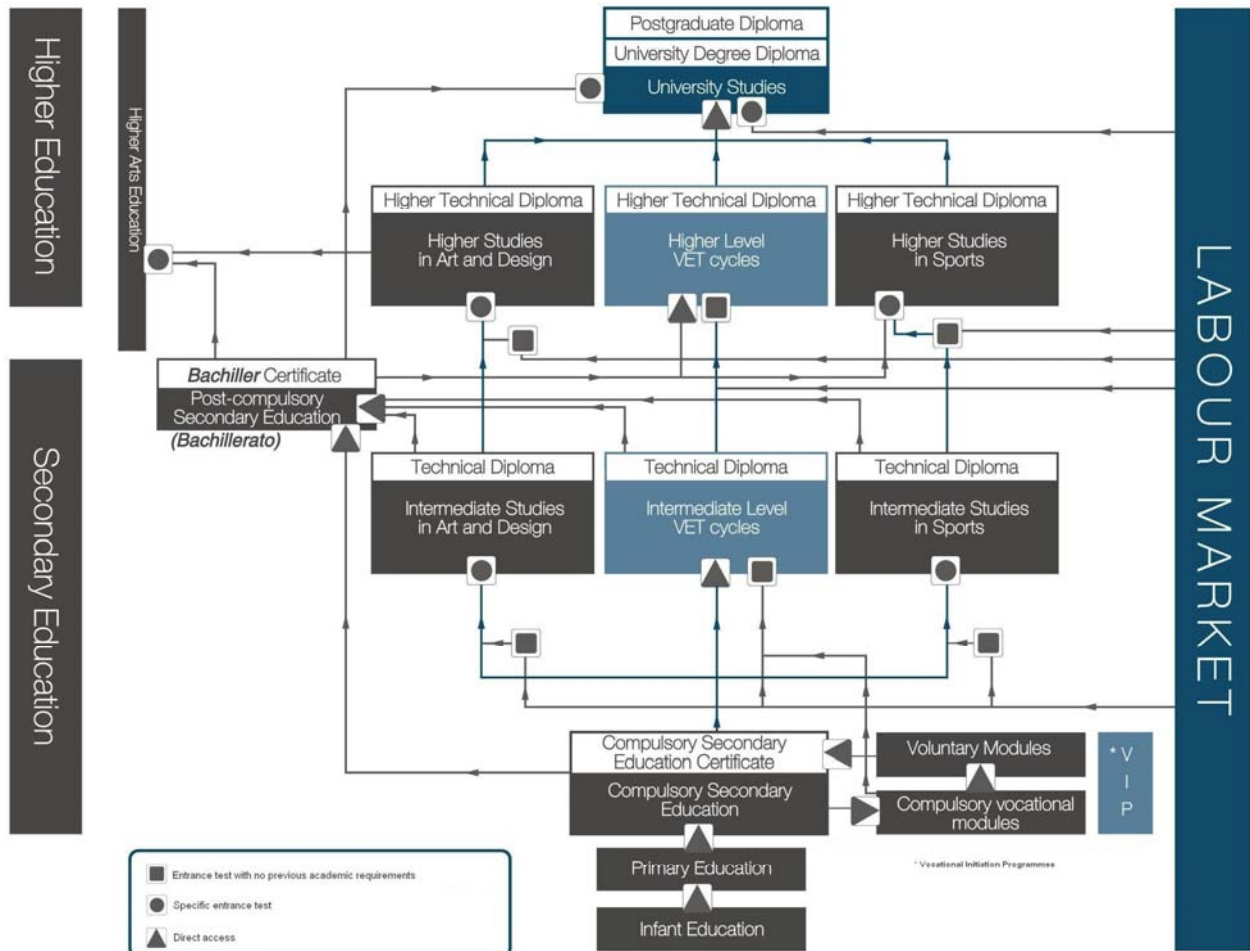 Higher Education
Higher Arts Education
Postgraduate Diploma
University Degree Diploma
University Studies
Higher Technical Diploma
Higher Studies
in Art and Design
Higher Technical Diploma
Higher Level
VET cycles
Higher Technical Diploma
Higher Studies
in Sports
LABOUR MARKET
Secondary Education
Bachiller Certificate
Post-compulsory
Secondary Education
(Bachillerato)
Technical Diploma
Intermediate Studies
in Art and Design
Technical Diploma
Intermediate Level
VET cycles
Technical Diploma
Intermediate Studies
in Sports
Compulsory Secondary
Education Certificate
Compulsory Secondary
Education
Voluntary Modules
Compulsory vocational
modules
* V
I
P
Primary Education
Infant Education
* Vocational Initiation Programmes
Entrance test with no previous academic requirements
Specific entrance test
Direct access